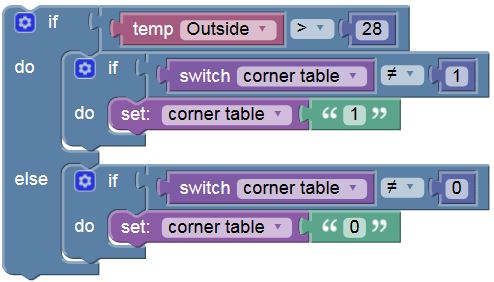 if temp Outside > 28
do if switch corner table ≠ 1
do set: corner table “ 1 ”
else if switch corner table ≠ 0
do set: corner table “ 0 ”